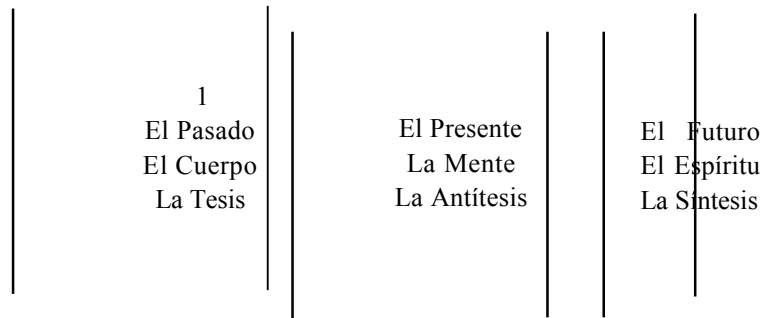 1
El Pasado
El Cuerpo
La Tesis
El Presente
La Mente
La Antítesis
El Futuro
El Espíritu
La Síntesis